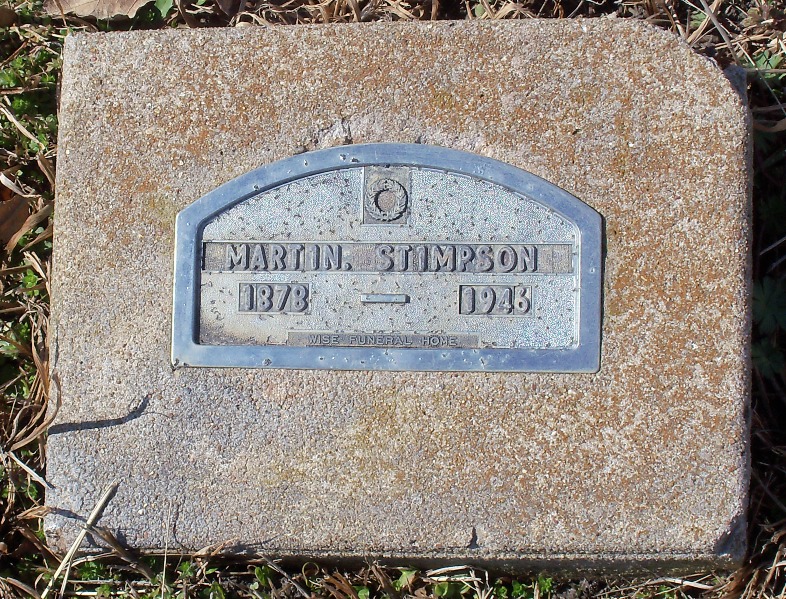 MARTIN. STIMPSON
1878 — 1946
WISE FUNERAL HOME